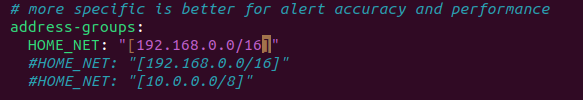 # more specific is better for alert accuracy and performance
address-groups:
HOME_NET: "[192.168.0.0/16]"
#HOME_NET: "[192.168.0.0/16]"
#HOME_NET: "[10.0.0.0/8]"